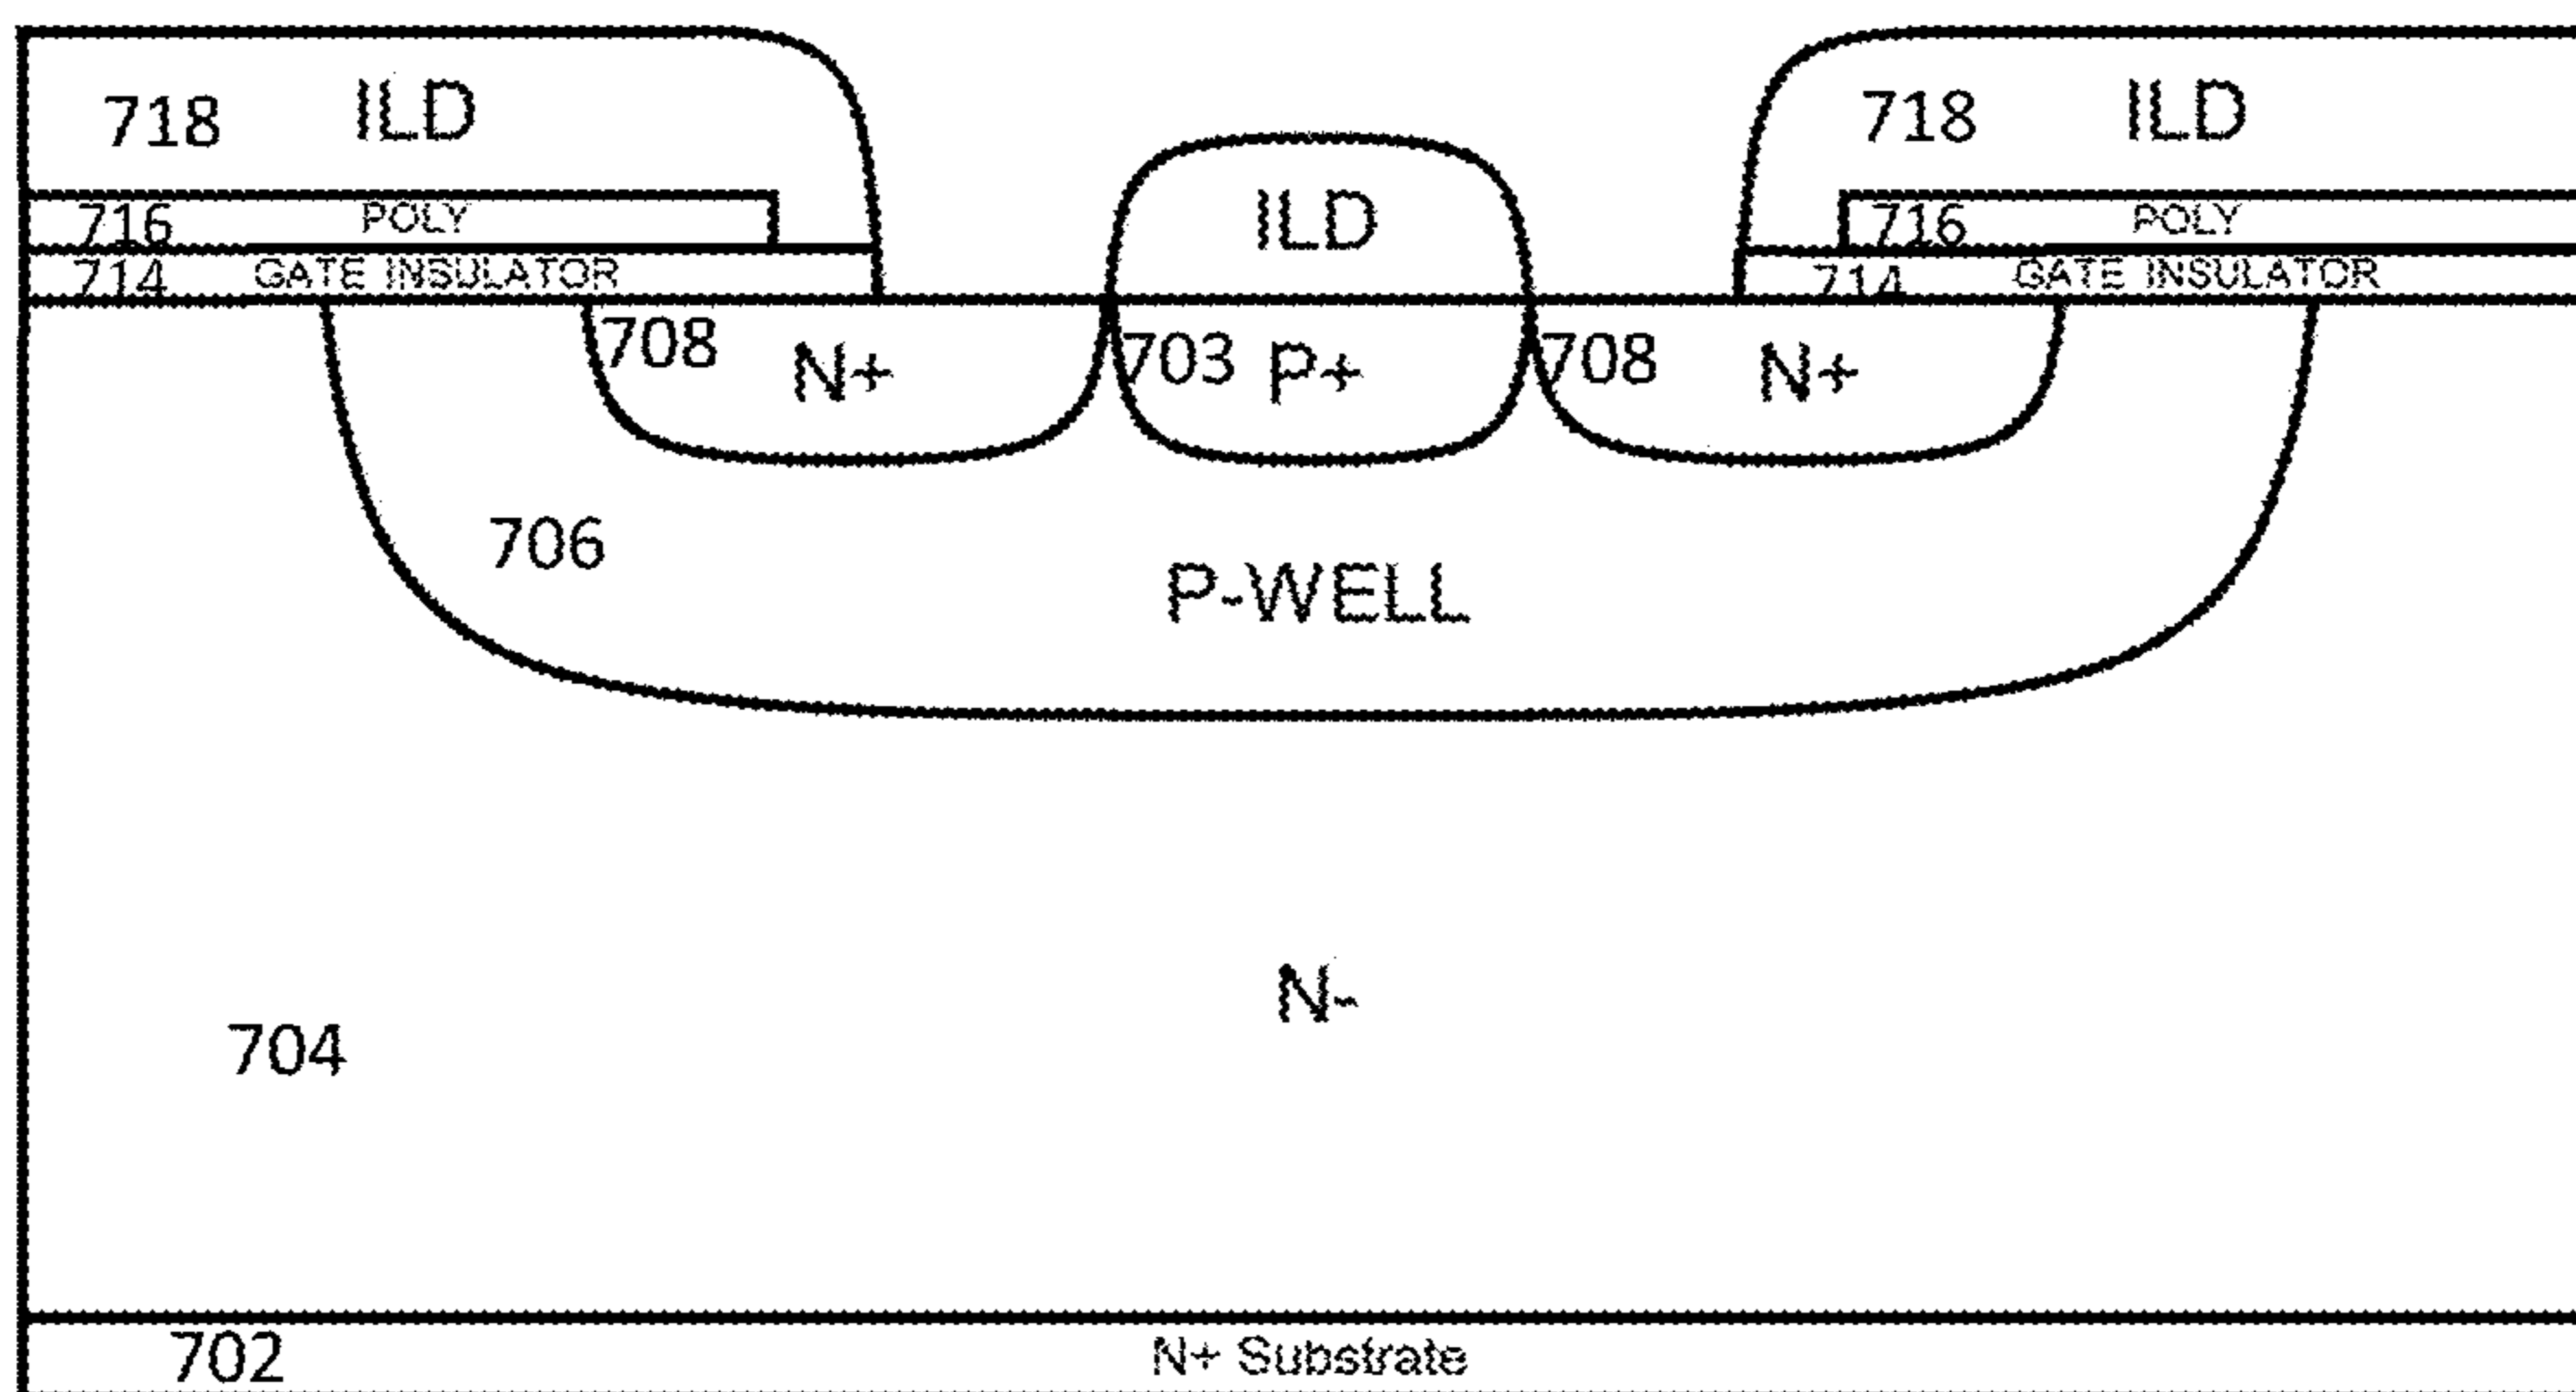 718 ILD 718 ILD
ILD
716 POLY 716 POLY
714 GATE INSULATOR 714 GATE INSULATOR
708 N+ 703 P+ 708 N+
706
P-WELL
N-
704
702 N+ Substrate